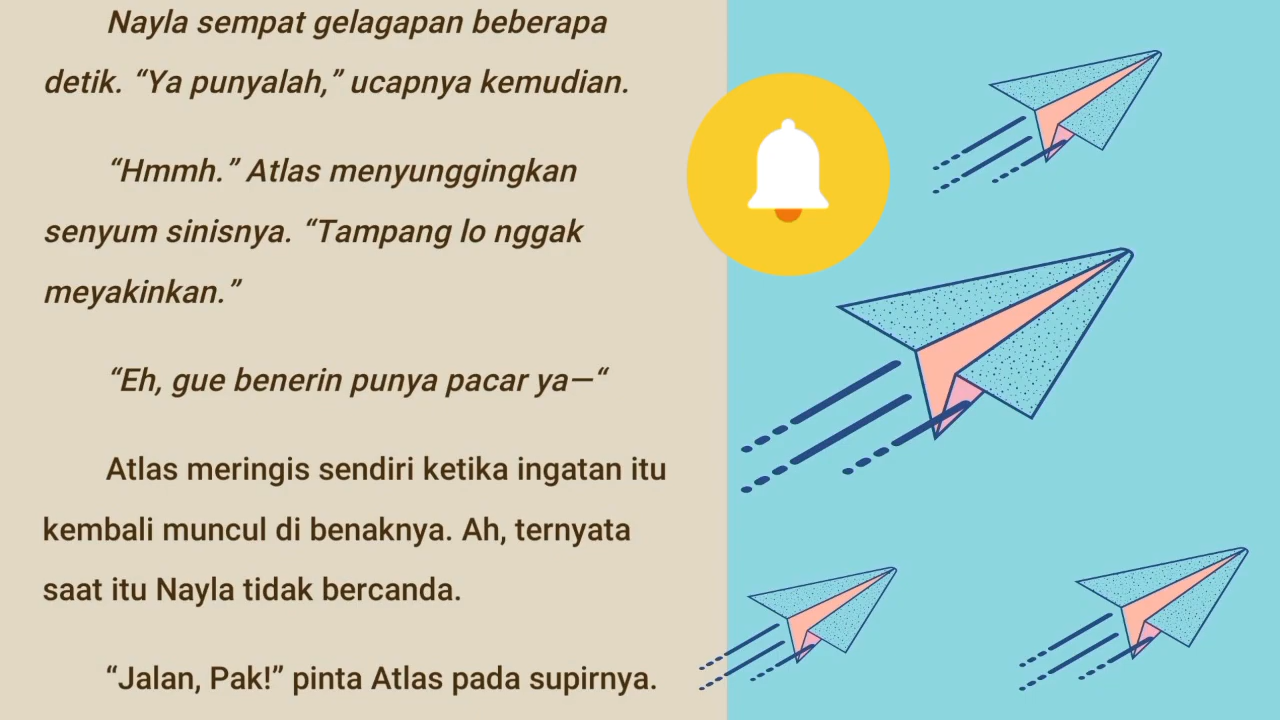 Nayla sempat gelagapan beberapa
detik. “Ya punyalah,” ucapnya kemudian.
“Hmmh.” Atlas menyunggingkan
senyum sinisnya. “Tampang lo nggak
meyakinkan.”
“Eh, gue benerin punya pacar ya—“
Atlas meringis sendiri ketika ingatan itu
kembali muncul di benaknya. Ah, ternyata
saat itu Nayla tidak bercanda.
“Jalan, Pak!” pinta Atlas pada supirnya.